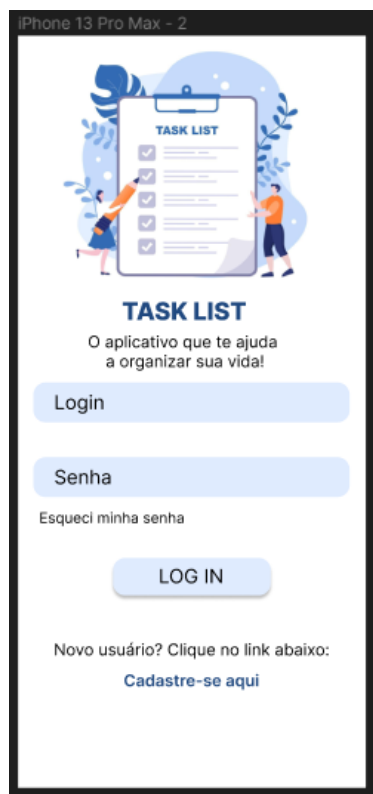 iPhone 13 Pro Max - 2
TASK LIST
TASK LIST
O aplicativo que te ajuda
a organizar sua vida!
Login
Senha
Esqueci minha senha
LOG IN
Novo usuário? Clique no link abaixo:
Cadastre-se aqui